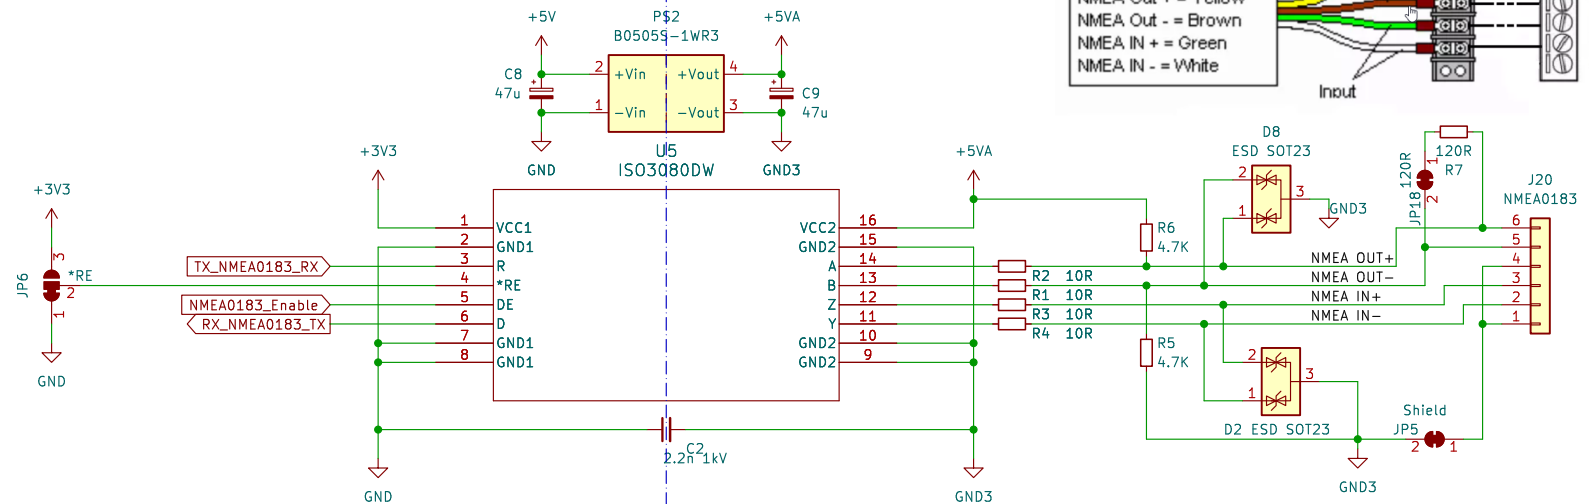 +5V
PS2
B0505S-1WR3
+5VA
C8
47u
2
+Vin
+Vout
4
1
-Vin
-Vout
3
C9
47u
GND
GND3
NMEA Out - = Brown
NMEA IN + = Green
NMEA IN - = White
Input
+3V3
U5
ISO3080DW
+5VA
D8
ESD SOT23
2
1
3
GND3
120R
R7
120R
JP18
1
2
J20
NMEA0183
6
5
4
3
2
1
+3V3
JP6
3
2
1
*RE
GND
TX_NMEA0183_RX
NMEA0183_Enable
RX_NMEA0183_TX
1
VCC1
2
GND1
3
R
4
*RE
5
DE
6
D
7
GND1
8
GND1
VCC2
16
GND2
15
A
14
B
13
Z
12
Y
11
GND2
10
GND2
9
R6
4.7K
R2 10R
R1 10R
R3 10R
R4 10R
NMEA OUT+
NMEA OUT-
NMEA IN+
NMEA IN-
R5
4.7K
2
1
3
D2 ESD SOT23
Shield
JP5
2
1
C2
2.2n 1kV
GND
GND3
GND3